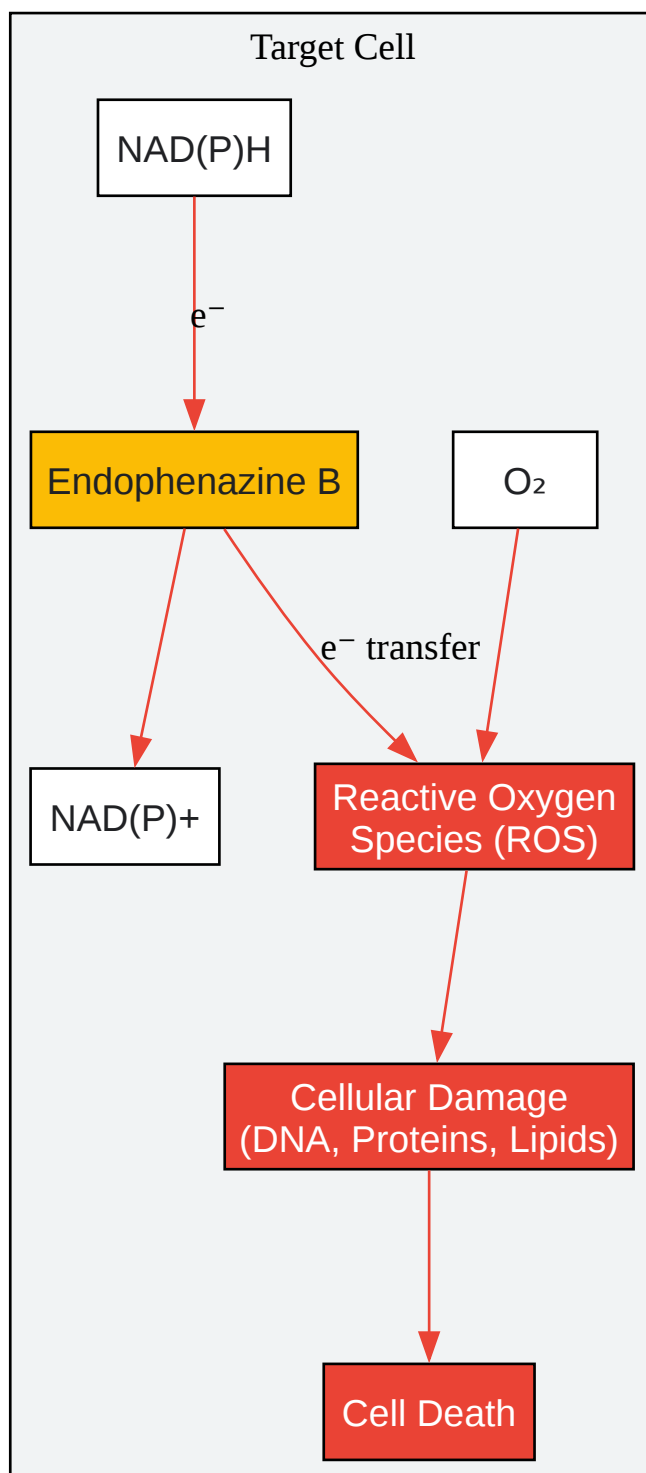 Target Cell
NAD(P)H
e⁻
Endophenazine B
O₂
e⁻ transfer
NAD(P)+
Reactive Oxygen
Species (ROS)
Cellular Damage
(DNA, Proteins, Lipids)
Cell Death